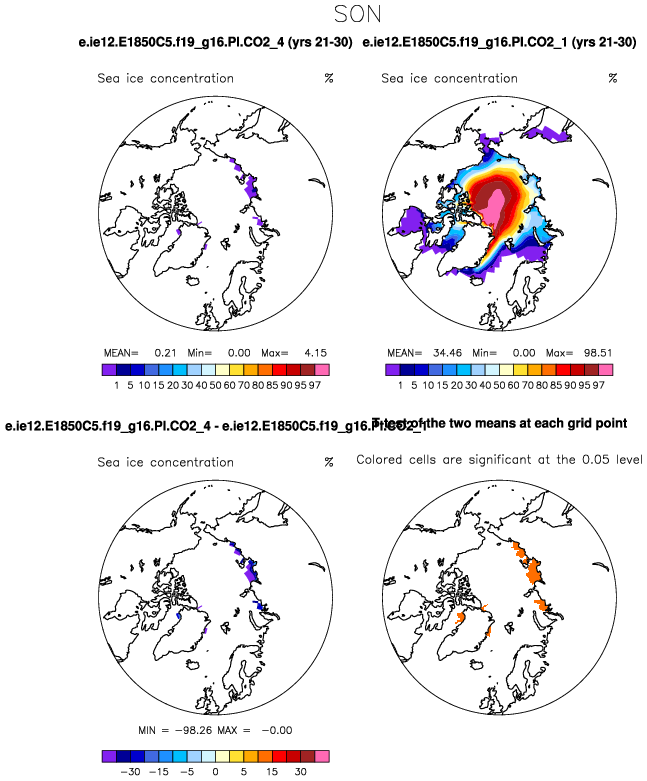 SON
e.ie12.E1850C5.f19_g16.PI.CO2_4 (yrs 21-30) e.ie12.E1850C5.f19_g16.PI.CO2_1 (yrs 21-30)
Sea ice concentration % Sea ice concentration %
MEAN= 0.21 Min= 0.00 Max= 4.15 MEAN= 34.46 Min= 0.00 Max= 98.51
1 5 10 15 20 30 40 50 60 70 80 85 90 95 97 1 5 10 15 20 30 40 50 60 70 80 85 90 95 97
e.ie12.E1850C5.f19_g16.PI.CO2_4 - e.ie12.E1850C5.f19_g16.PI.CO2_1 T-test of the two means at each grid point
Sea ice concentration % Colored cells are significant at the 0.05 level
MIN = -98.26 MAX = -0.00
-30 -15 -5 0 5 15 30